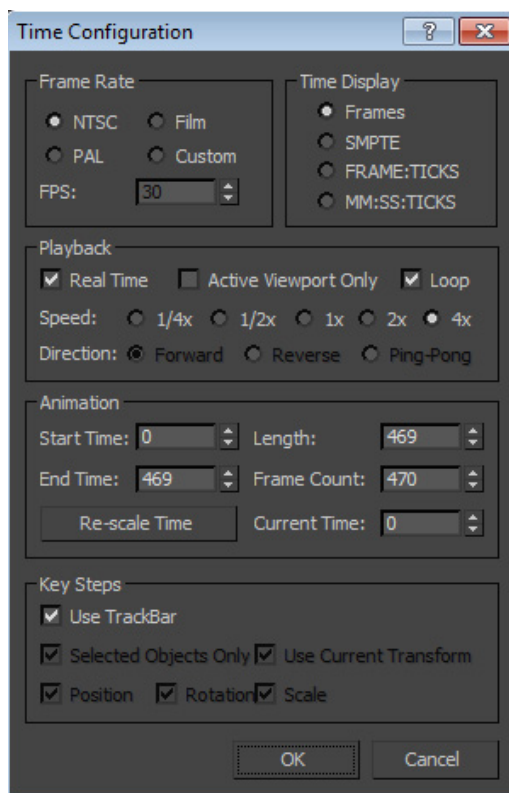 Time Configuration
Frame Rate
NTSC Film
PAL Custom
FPS: 30
Time Display
Frames
SMPTE
FRAME:TICKS
MM:SS:TICKS
Playback
Real Time Active Viewport Only Loop
Speed: 1/4x 1/2x 1x 2x 4x
Direction: Forward Reverse Ping-Pong
Animation
Start Time: 0 Length: 469
End Time: 469 Frame Count: 470
Re-scale Time Current Time: 0
Key Steps
Use TrackBar
Selected Objects Only Use Current Transform
Position Rotation Scale
OK Cancel